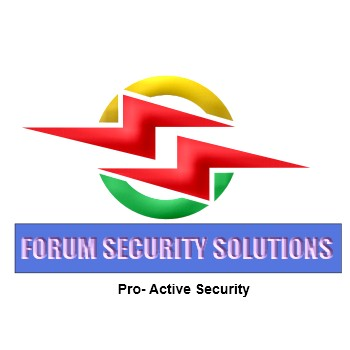 FORUM SECURITY SOLUTIONS
Pro- Active Security